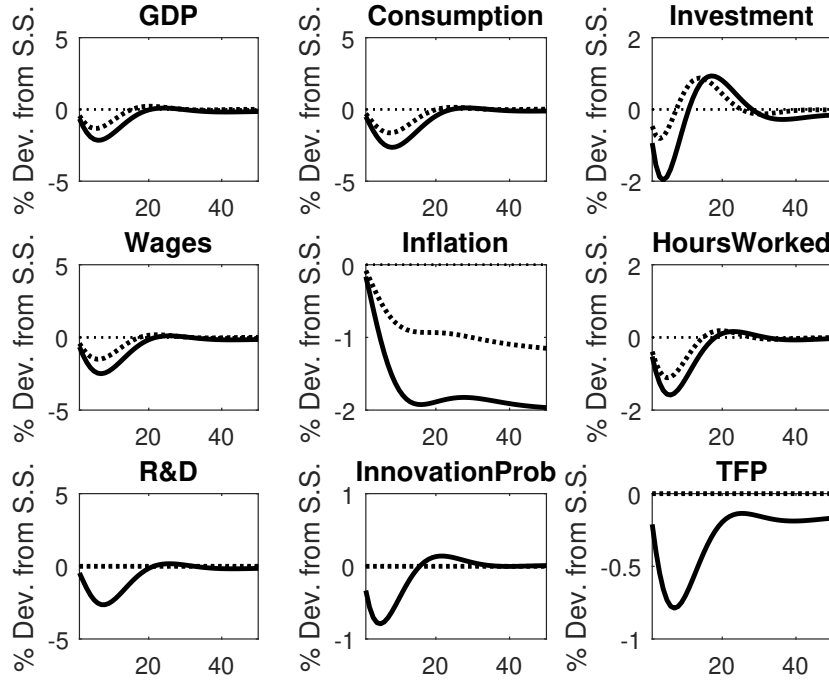 GDP
Consumption
Investment
% Dev. from S.S.
5
0
-5
20
40
% Dev. from S.S.
5
0
-5
20
40
% Dev. from S.S.
2
0
-2
20
40
Wages
Inflation
HoursWorked
% Dev. from S.S.
5
0
-5
20
40
% Dev. from S.S.
0
-1
-2
20
40
% Dev. from S.S.
2
0
-2
20
40
R&D
InnovationProb
TFP
% Dev. from S.S.
5
0
-5
20
40
% Dev. from S.S.
1
0
-1
20
40
% Dev. from S.S.
0
-0.5
-1
20
40